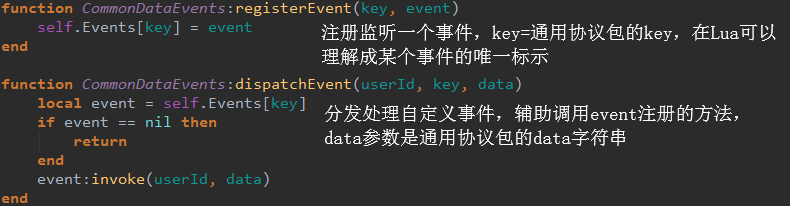 function CommonDataEvents:registerEvent(key, event)
    self.Events[key] = event
end
注册监听一个事件，key=通用协议包的key，在Lua可以
理解成某个事件的唯一标示
function CommonDataEvents:dispatchEvent(userId, key, data)
    local event = self.Events[key]
    if event == nil then
        return
    end
    event:invoke(userId, data)
end
分发处理自定义事件，辅助调用event注册的方法，
data参数是通用协议包的data字符串